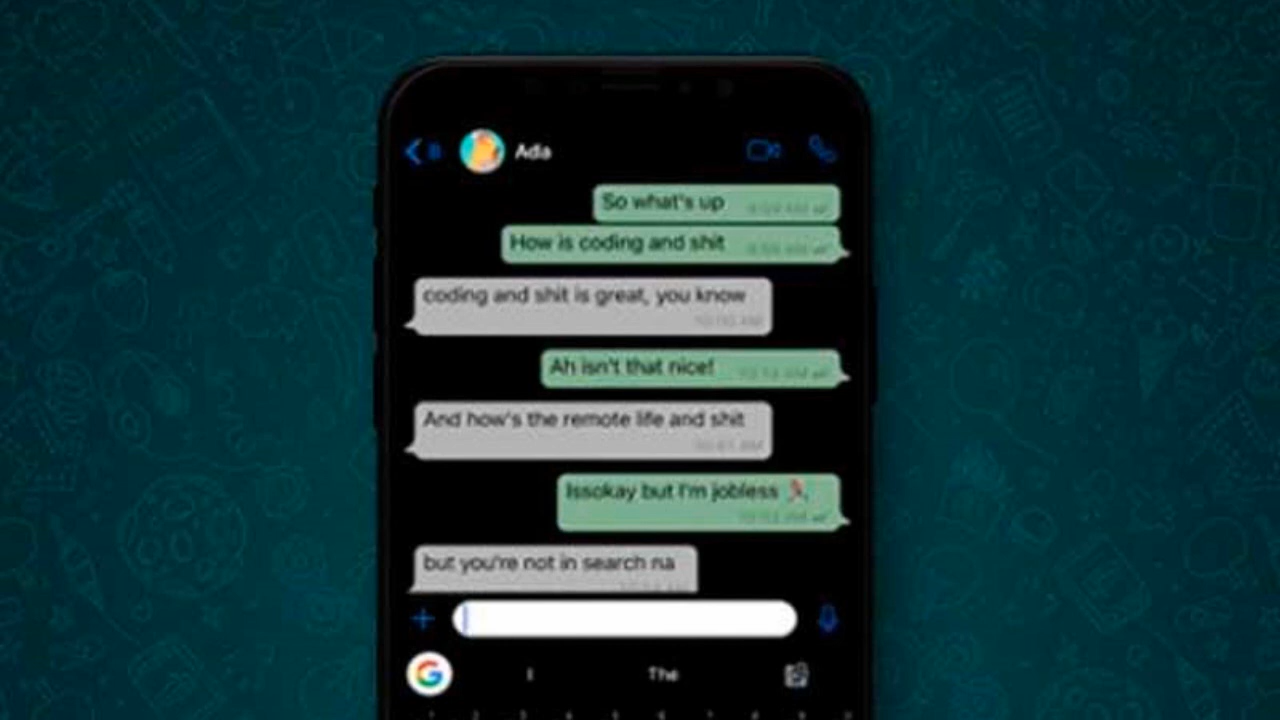 Ada
So what's up
How is coding and shit
coding and shit is great, you know
Ah isn't that nice!
And how's the remote life and shit
Issokay but I'm jobless
but you're not in search na
G
I
The